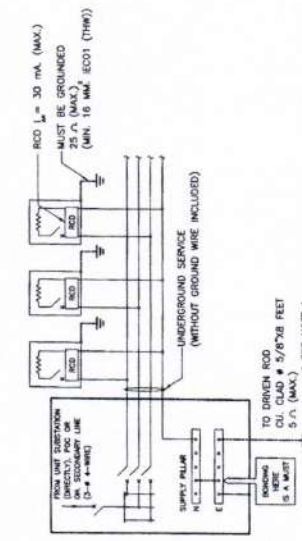 RCD I△n = 30 mA. (MAX.)
MUST BE GROUNDED
25 Ω (MAX.)
(MIN. 16 MM.² IEC01 (THW))
RCD
RCD
RCD
FROM UNIT SUBSTATION
(DIRECTLY), PDC OR
OH. SECONDARY LINE
(3-ø 4-WIRE)
UNDERGROUND SERVICE
(WITHOUT GROUND WIRE INCLUDED)
SUPPLY PILLAR
N
E
BONDING
HERE
IS A MUST
TO DRIVEN ROD
CU. CLAD ø 5/8"X8 FEET
5 Ω (MAX.)